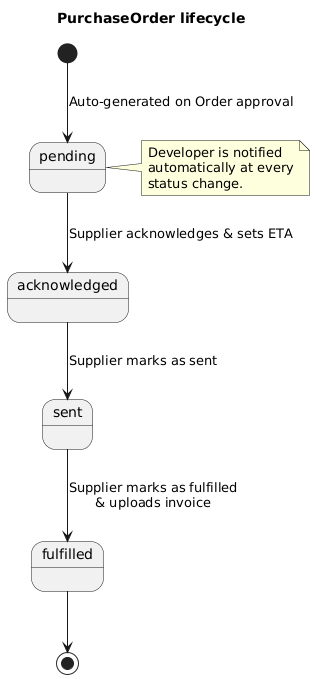 PurchaseOrder lifecycle
Auto-generated on Order approval
pending
Developer is notified
automatically at every
status change.
Supplier acknowledges & sets ETA
acknowledged
Supplier marks as sent
sent
Supplier marks as fulfilled
& uploads invoice
fulfilled